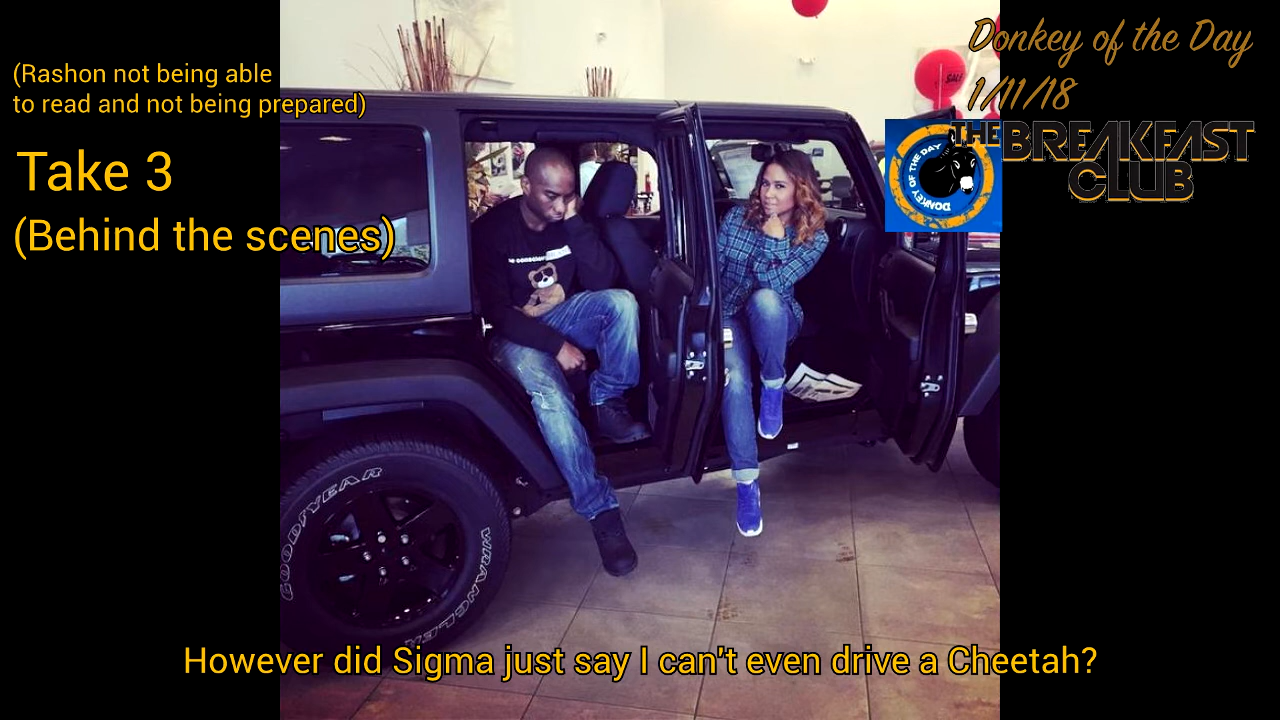 (Rashon not being able
to read and not being prepared)
Take 3
(Behind the scenes)
Donkey of the Day
1/11/18
THE BREAKFAST
CLUB
DONKEY OF THE DAY
SALE
GOODYEAR
WRANGLER
However did Sigma just say I can't even drive a Cheetah?